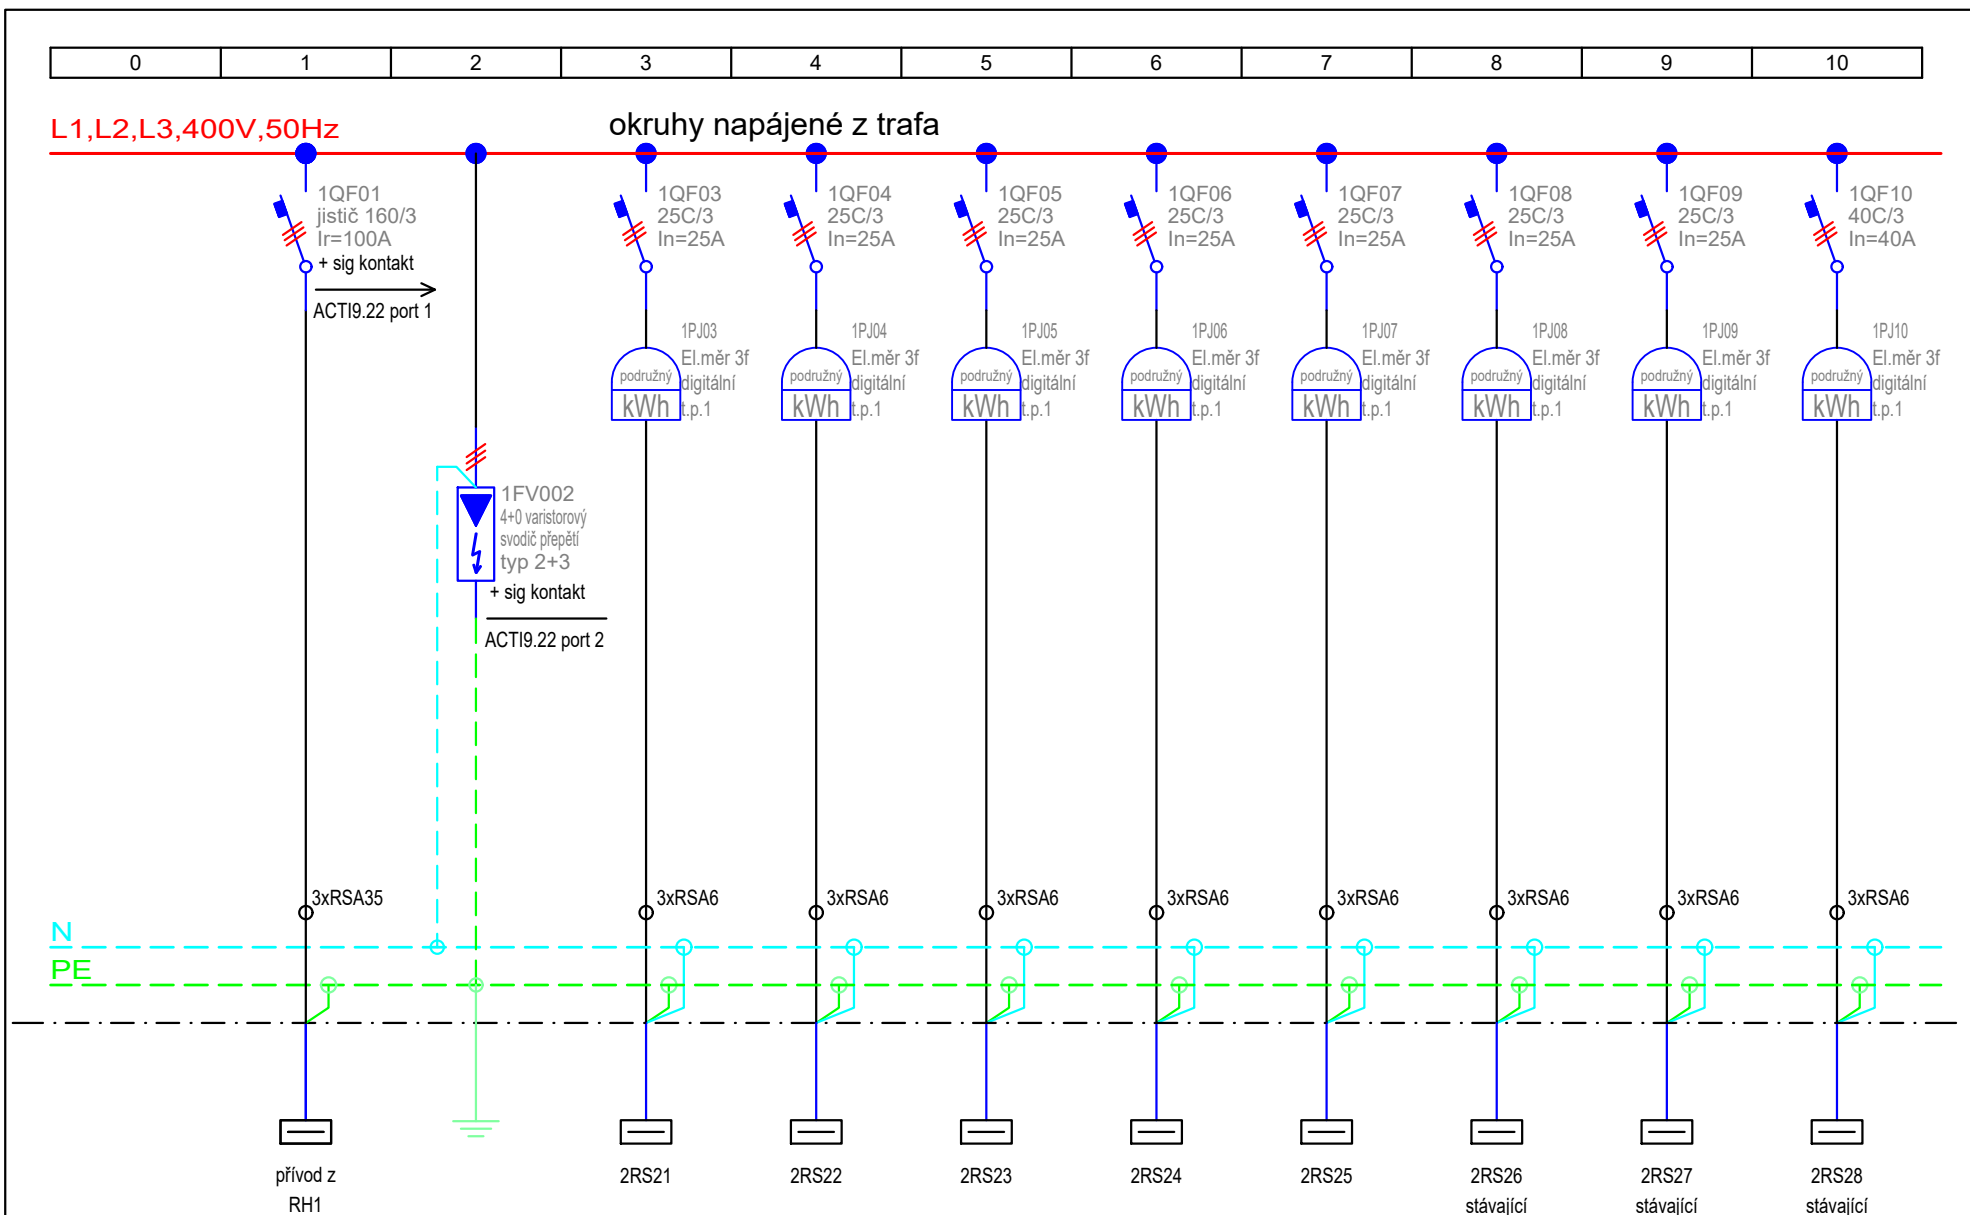 0 1 2 3 4 5 6 7 8 9 10
L1,L2,L3,400V,50Hz
okruhy napájené z trafa
1QF01
jistič 160/3
Ir=100A
+ sig kontakt
ACTI9.22 port 1
1QF03
25C/3
In=25A
1QF04
25C/3
In=25A
1QF05
25C/3
In=25A
1QF06
25C/3
In=25A
1QF07
25C/3
In=25A
1QF08
25C/3
In=25A
1QF09
25C/3
In=25A
1QF10
40C/3
In=40A
1PJ03
El.měr 3f
digitální
t.p.1
podružný
kWh
1PJ04
El.měr 3f
digitální
t.p.1
podružný
kWh
1PJ05
El.měr 3f
digitální
t.p.1
podružný
kWh
1PJ06
El.měr 3f
digitální
t.p.1
podružný
kWh
1PJ07
El.měr 3f
digitální
t.p.1
podružný
kWh
1PJ08
El.měr 3f
digitální
t.p.1
podružný
kWh
1PJ09
El.měr 3f
digitální
t.p.1
podružný
kWh
1PJ10
El.měr 3f
digitální
t.p.1
podružný
kWh
1FV002
4+0 varistorový
svodič přepětí
typ 2+3
+ sig kontakt
ACTI9.22 port 2
3xRSA35
3xRSA6
3xRSA6
3xRSA6
3xRSA6
3xRSA6
3xRSA6
3xRSA6
3xRSA6
N
PE
přívod z
RH1
2RS21
2RS22
2RS23
2RS24
2RS25
2RS26
stávající
2RS27
stávající
2RS28
stávající